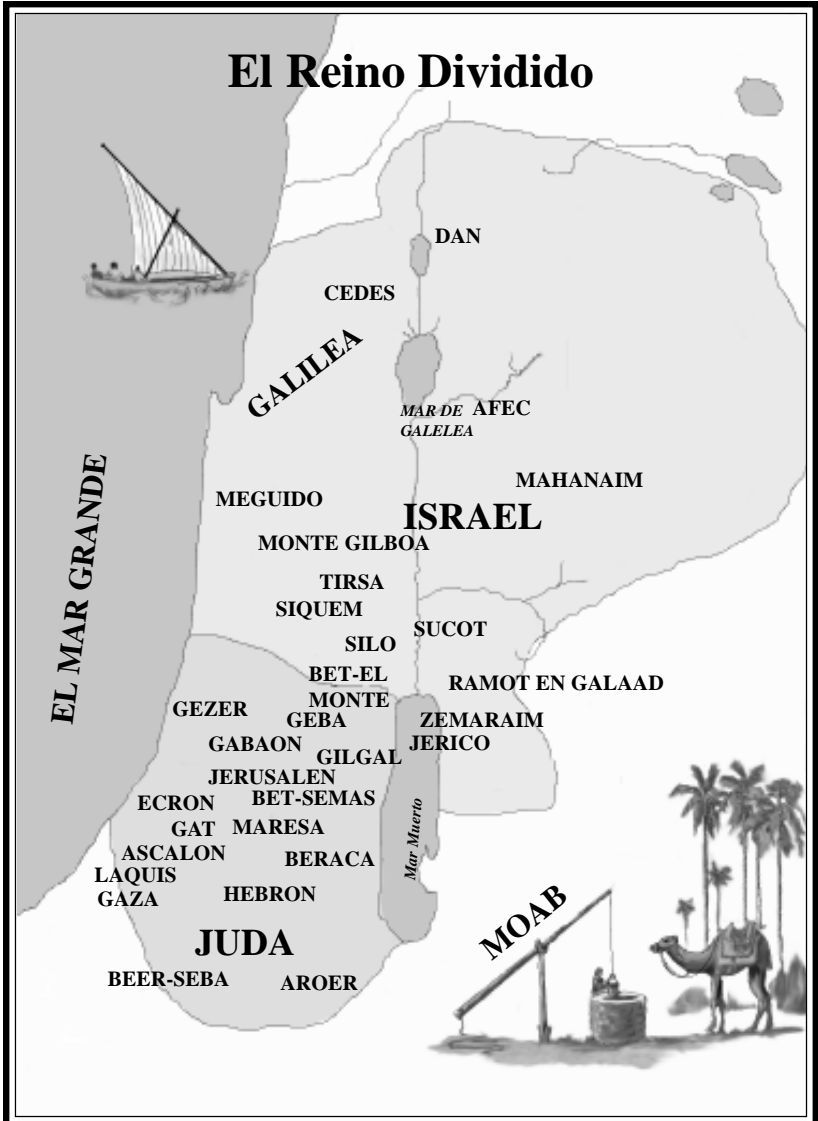 El Reino Dividido
DAN
CEDES
GALILEA
MAR DE
GALELEA
AFEC
MAHANAIM
MEGUIDO
ISRAEL
MONTE GILBOA
EL MAR GRANDE
TIRSA
SIQUEM
SUCOT
SILO
BET-EL
RAMOT EN GALAAD
MONTE
GEZER
GEBA
ZEMARAIM
GABAON
JERICO
GILGAL
JERUSALEN
ECRON
BET-SEMAS
GAT
MARESA
Mar Muerto
ASCALON
BERACA
LAQUIS
GAZA
HEBRON
MOAB
JUDA
BEER-SEBA
AROER